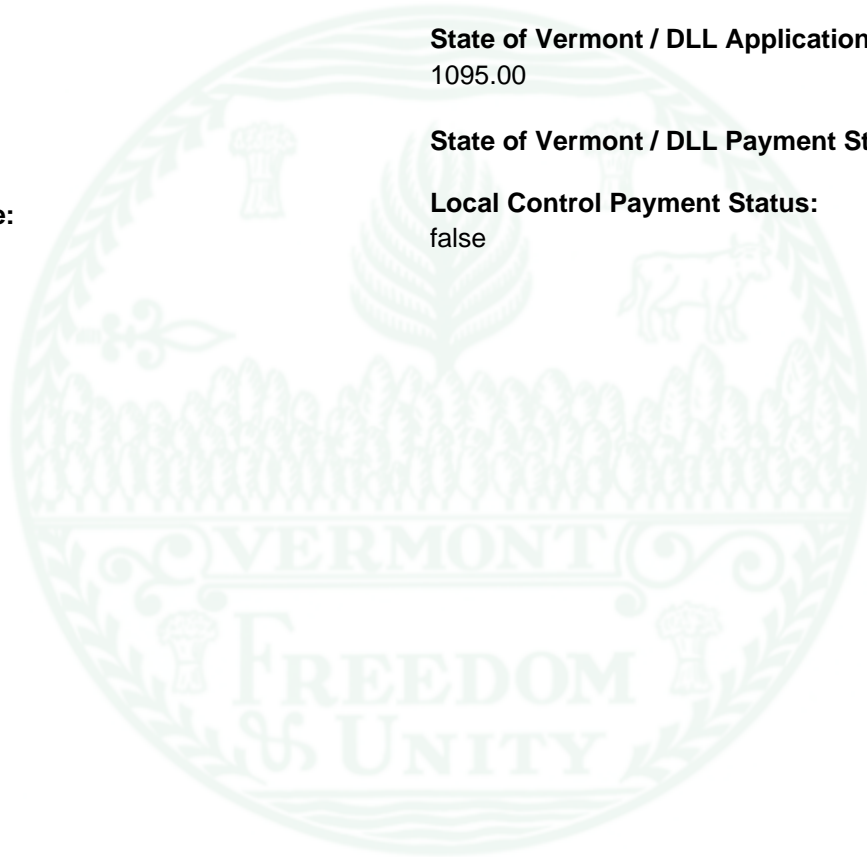 State of Vermont / DLL Application
1095.00
State of Vermont / DLL Payment St
e:
Local Control Payment Status:
false
VERMONT
FREEDOM
& UNITY